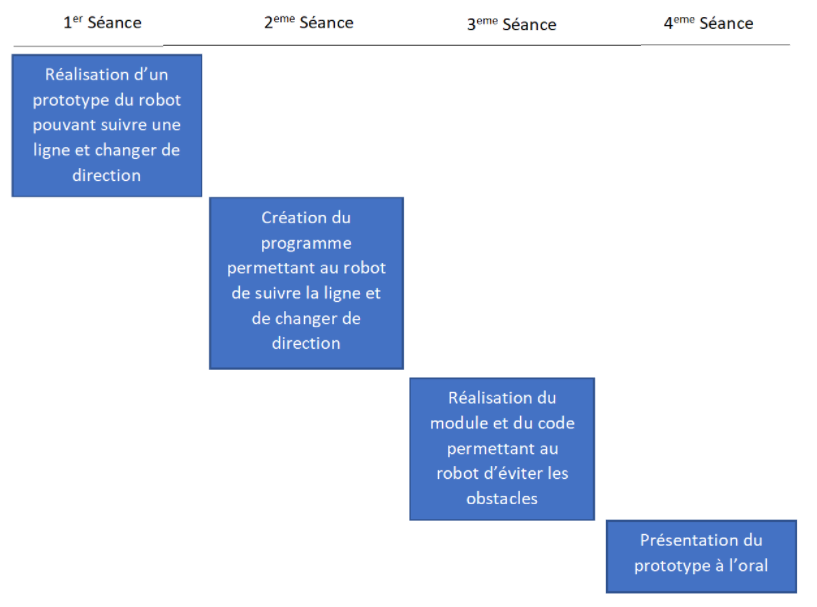 1er Séance
2eme Séance
3eme Séance
4eme Séance
Réalisation d’un
prototype du robot
pouvant suivre une
ligne et changer de
direction
Création du
programme
permettant au robot
de suivre la ligne et
de changer de
direction
Réalisation du
module et du code
permettant au
robot d’éviter les
obstacles
Présentation du
prototype à l’oral